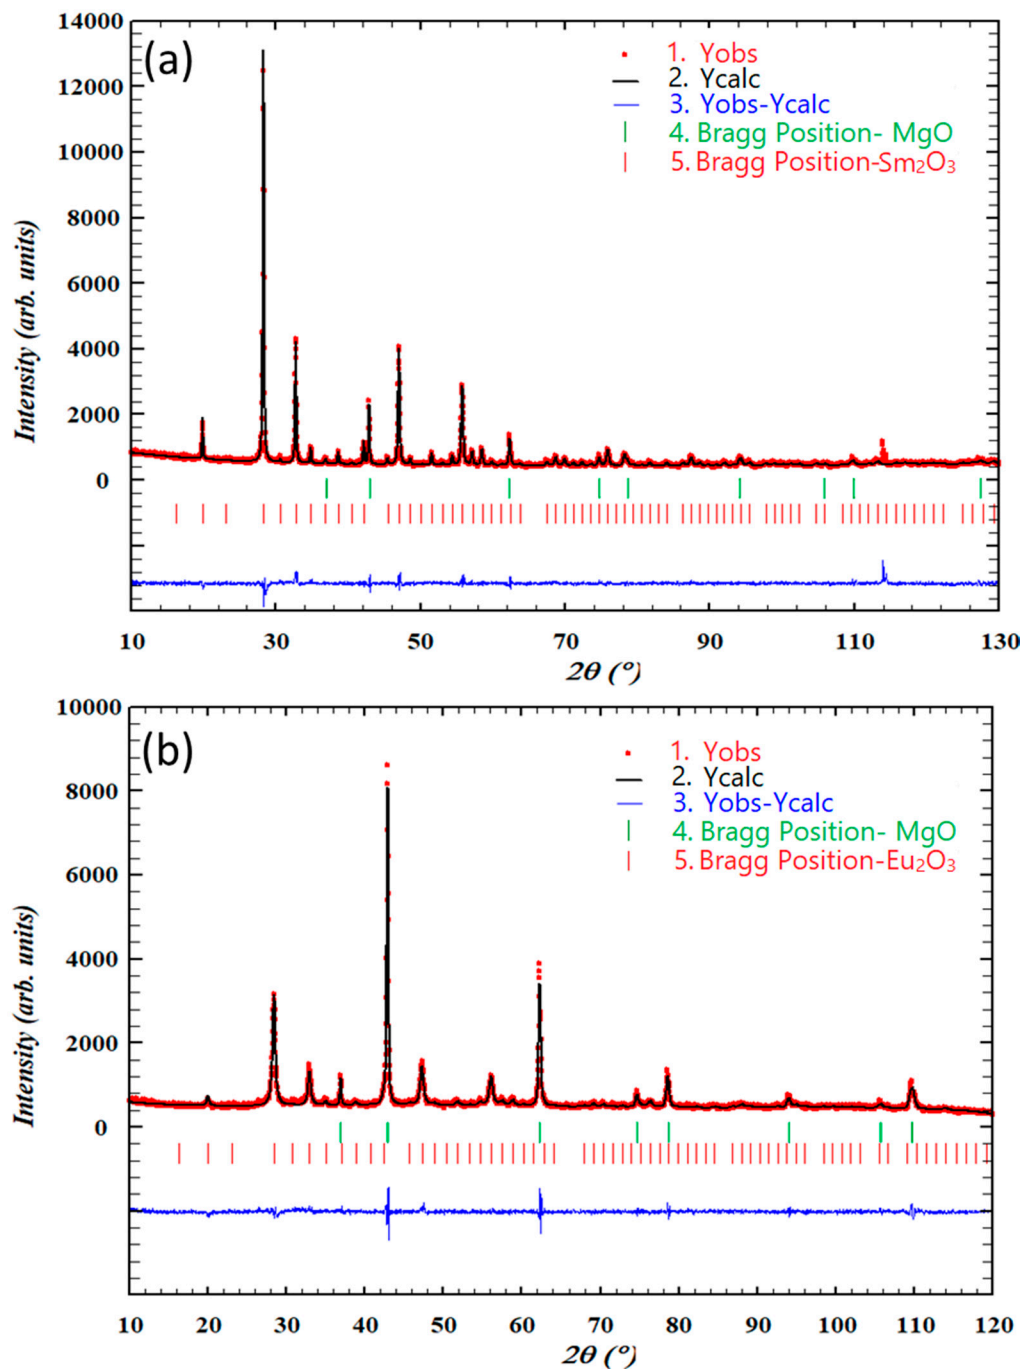 (a)
14000
12000
10000
8000
6000
4000
2000
0
Intensity (arb. units)
1. Yobs
2. Ycalc
3. Yobs-Ycalc
4. Bragg Position- MgO
5. Bragg Position-Sm₂O₃
10 30 50 70 90 110 130
2θ (°)
(b)
10000
8000
6000
4000
2000
0
Intensity (arb. units)
1. Yobs
2. Ycalc
3. Yobs-Ycalc
4. Bragg Position- MgO
5. Bragg Position-Eu₂O₃
10 20 30 40 50 60 70 80 90 100 110 120
2θ (°)